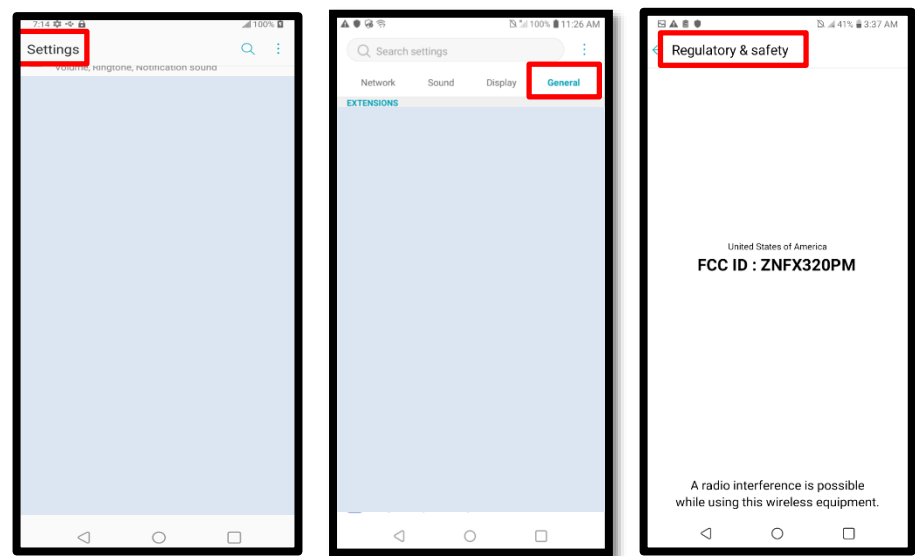 7:14 100%
Settings
Volume, Ringtone, Notification sound
100% 11:26 AM
Search settings
Network Sound Display General
EXTENSIONS
41% 3:37 AM
Regulatory & safety
United States of America
FCC ID : ZNFX320PM
A radio interference is possible
while using this wireless equipment.